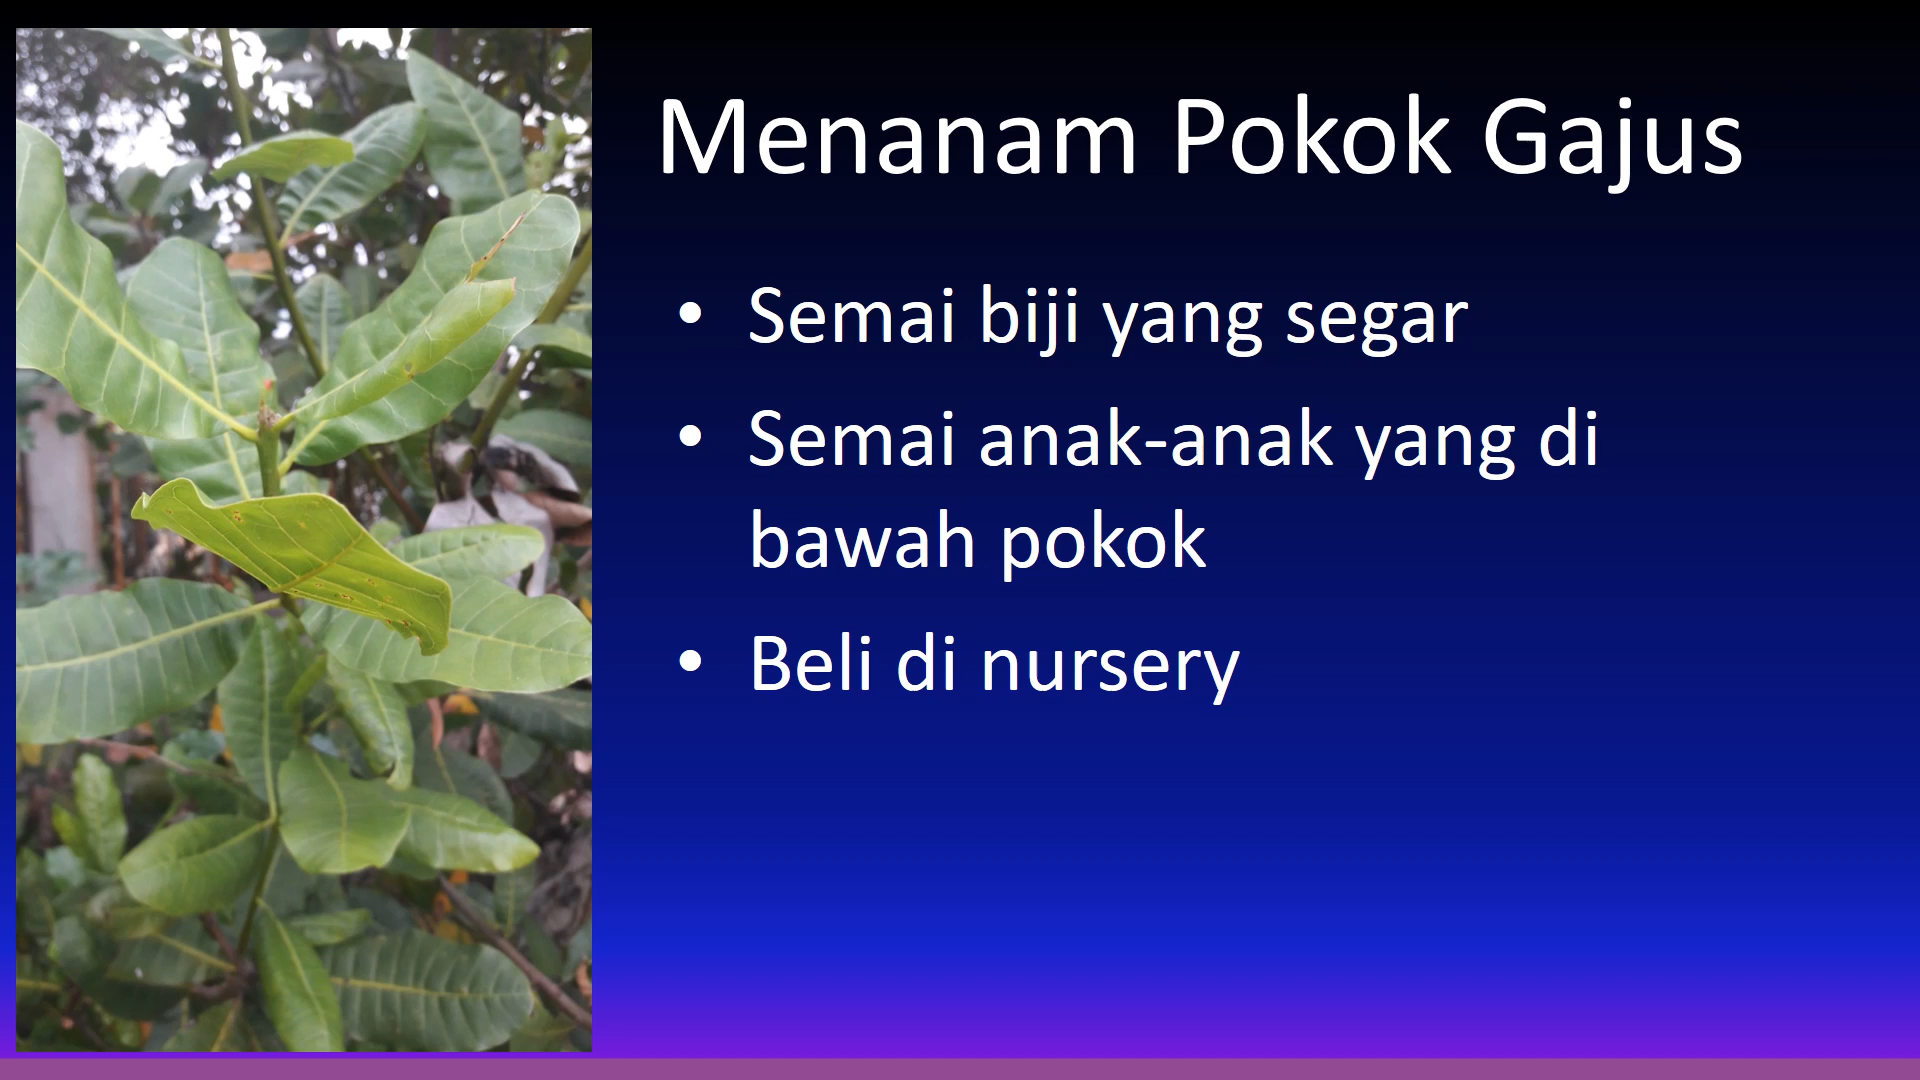 Menanam Pokok Gajus
• Semai biji yang segar
• Semai anak-anak yang di
bawah pokok
• Beli di nursery